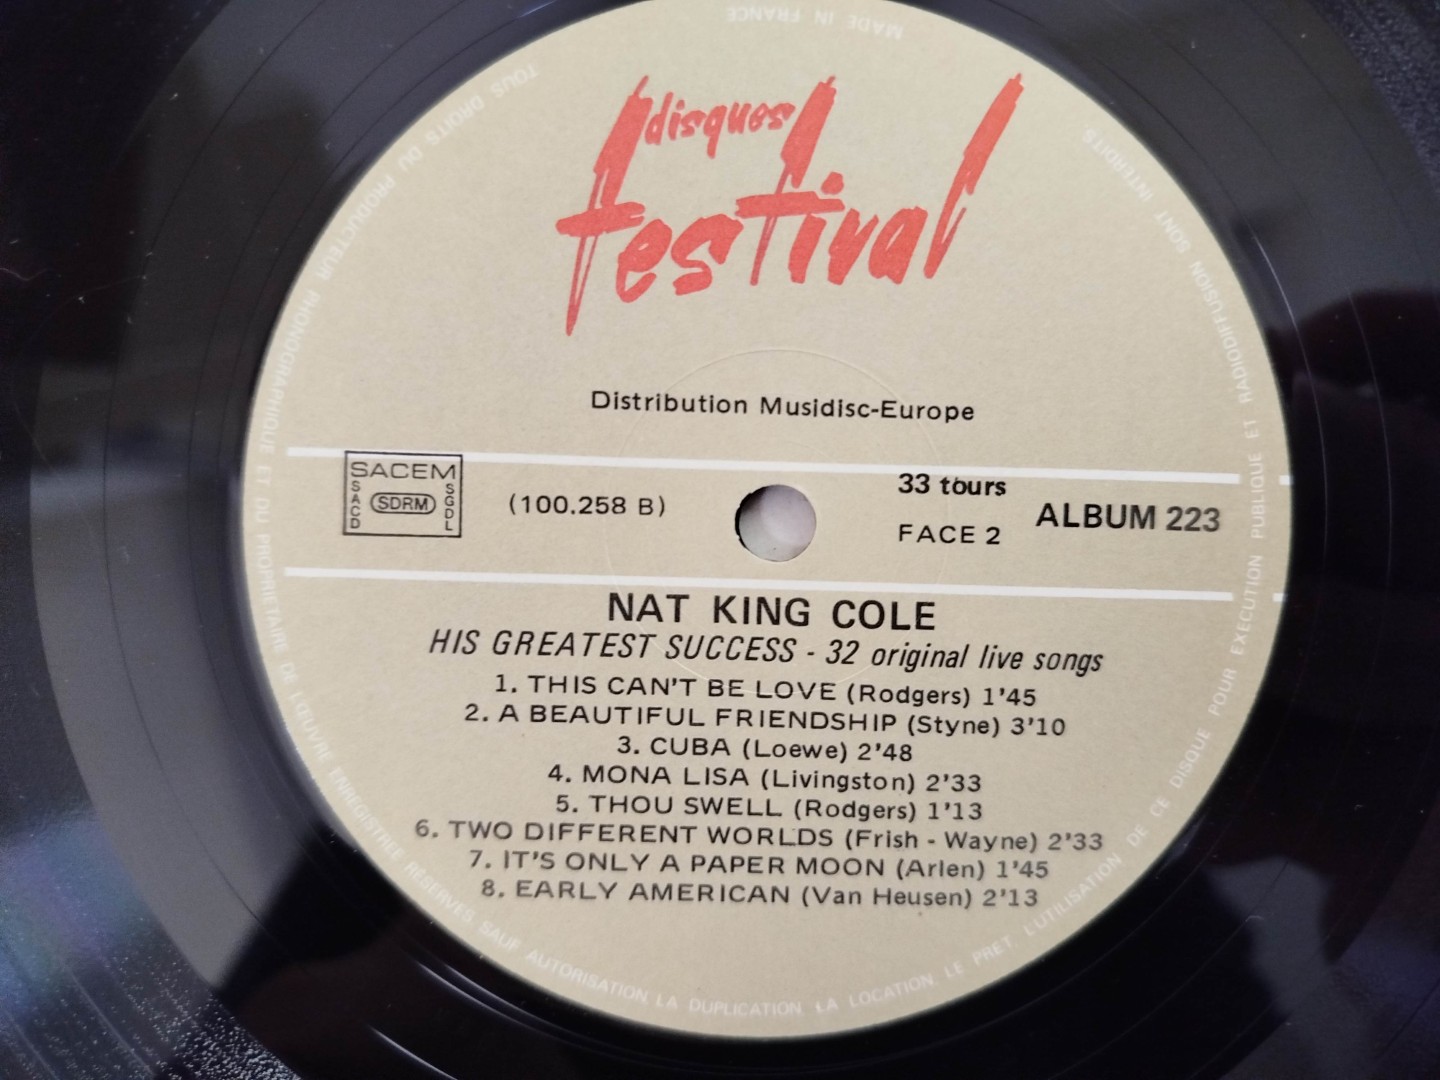 MADE IN FRANCE
disques
festival
Distribution Musidisc-Europe
SACEM
SACD
SDRM
SGDL
(100.258 B)
33 tours
FACE 2
ALBUM 223
NAT KING COLE
HIS GREATEST SUCCESS - 32 original live songs
1. THIS CAN'T BE LOVE (Rodgers) 1'45
2. A BEAUTIFUL FRIENDSHIP (Styne) 3'10
3. CUBA (Loewe) 2'48
4. MONA LISA (Livingston) 2'33
5. THOU SWELL (Rodgers) 1'13
6. TWO DIFFERENT WORLDS (Frish - Wayne) 2'33
7. IT'S ONLY A PAPER MOON (Arlen) 1'45
8. EARLY AMERICAN (Van Heusen) 2'13
TOUS DROITS DU PRODUCTEUR PHONOGRAPHIQUE ET DU PROPRIETAIRE DE L'ŒUVRE ENREGISTREE RESERVES SAUF AUTORISATION LA DUPLICATION, LA LOCATION, LE PRET, L'UTILISATION DE CE DISQUE POUR EXECUTION PUBLIQUE ET RADIODIFFUSION SONT INTERDITS